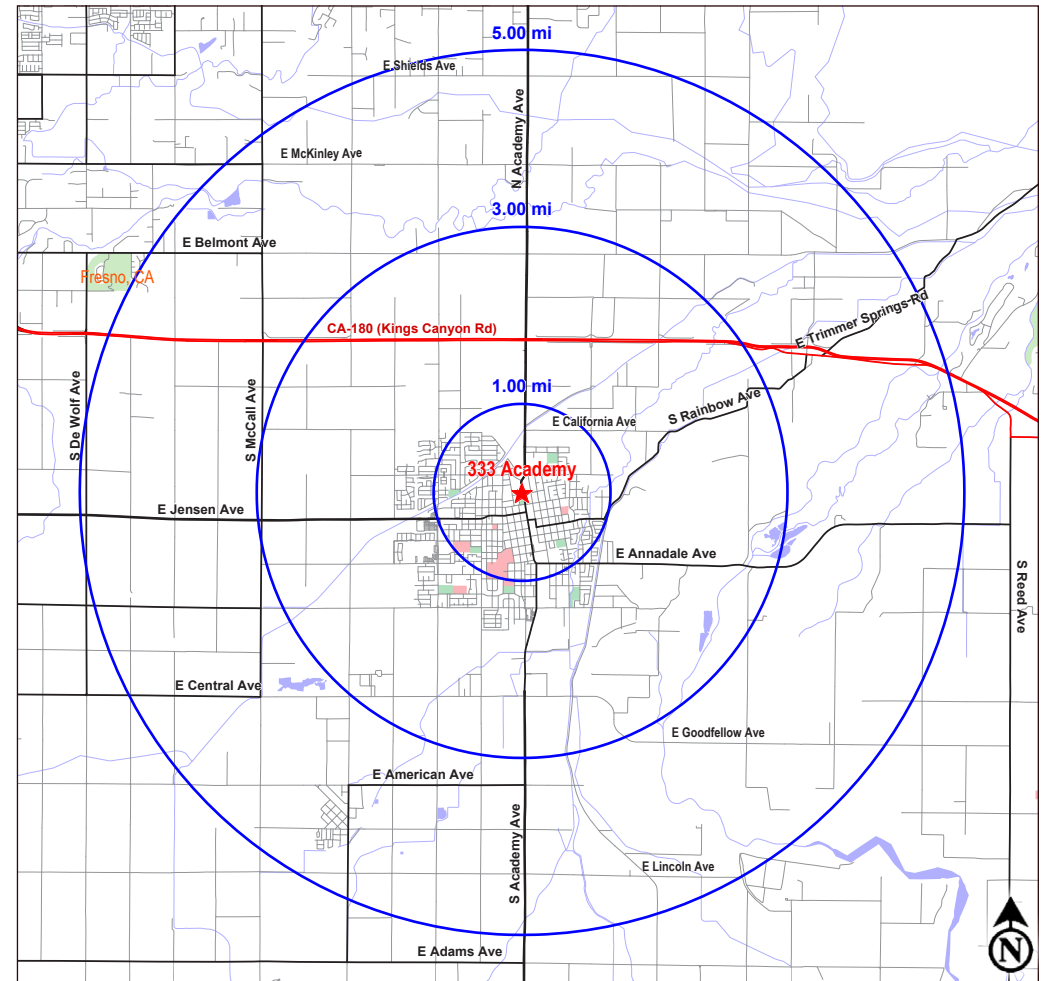 5.00 mi
E Shields Ave
N Academy Ave
E McKinley Ave
3.00 mi
E Belmont Ave
Fresno, CA
CA-180 (Kings Canyon Rd)
E Trimmer Springs Rd
S De Wolf Ave
S McCall Ave
1.00 mi
S Rainbow Ave
E California Ave
333 Academy
E Jensen Ave
E Annadale Ave
S Reed Ave
E Central Ave
E Goodfellow Ave
E American Ave
S Academy Ave
E Lincoln Ave
E Adams Ave
N